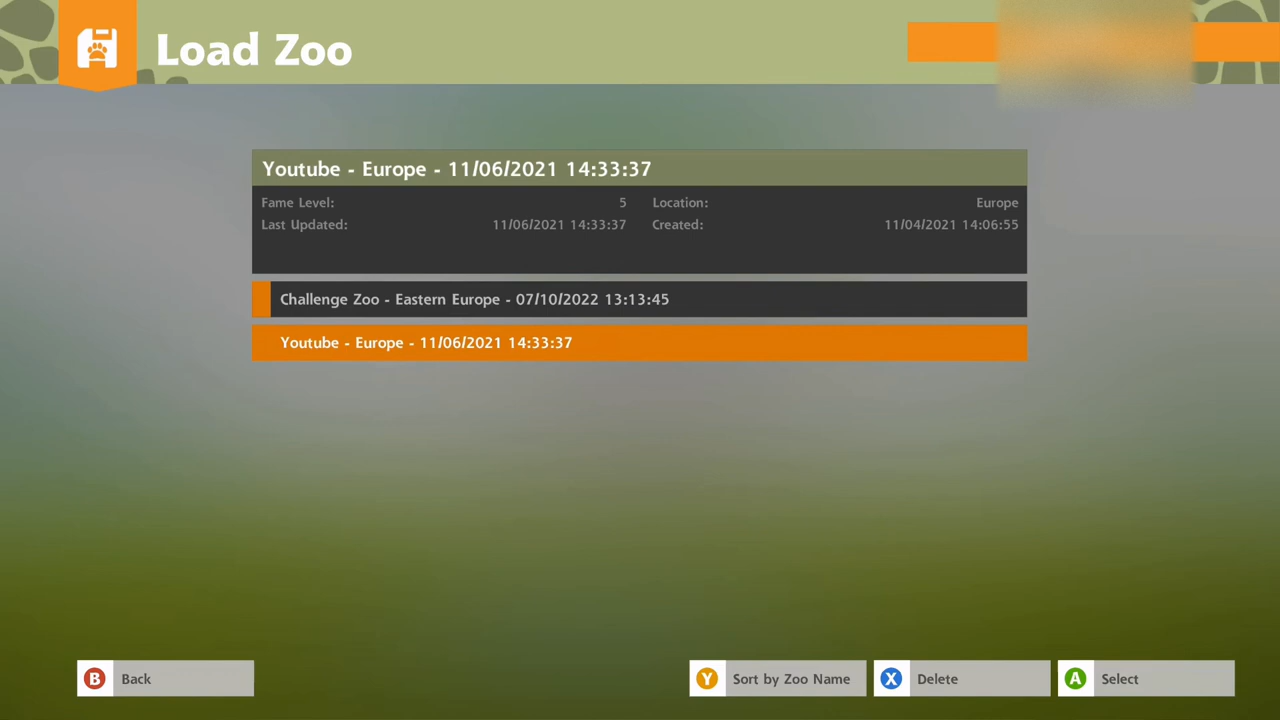 Load Zoo
Youtube - Europe - 11/06/2021 14:33:37
Fame Level: 5 Location: Europe
Last Updated: 11/06/2021 14:33:37 Created: 11/04/2021 14:06:55
Challenge Zoo - Eastern Europe - 07/10/2022 13:13:45
Youtube - Europe - 11/06/2021 14:33:37
B Back Y Sort by Zoo Name X Delete A Select